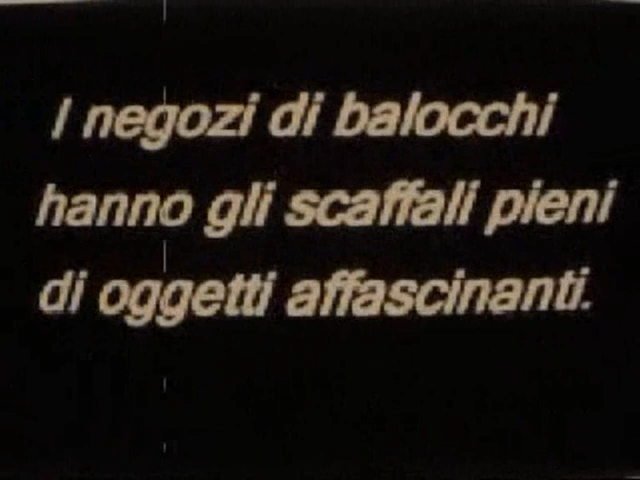 I negozi di balocchi
hanno gli scaffali pieni
di oggetti affascinanti.